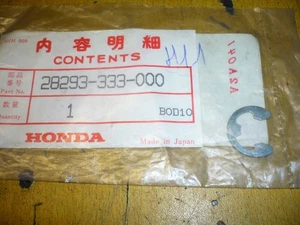 内容明細
CONTENTS
部品番号
Part No.
28293-333-000
数量
Quantity
1
BOD10
HONDA
Made in Japan